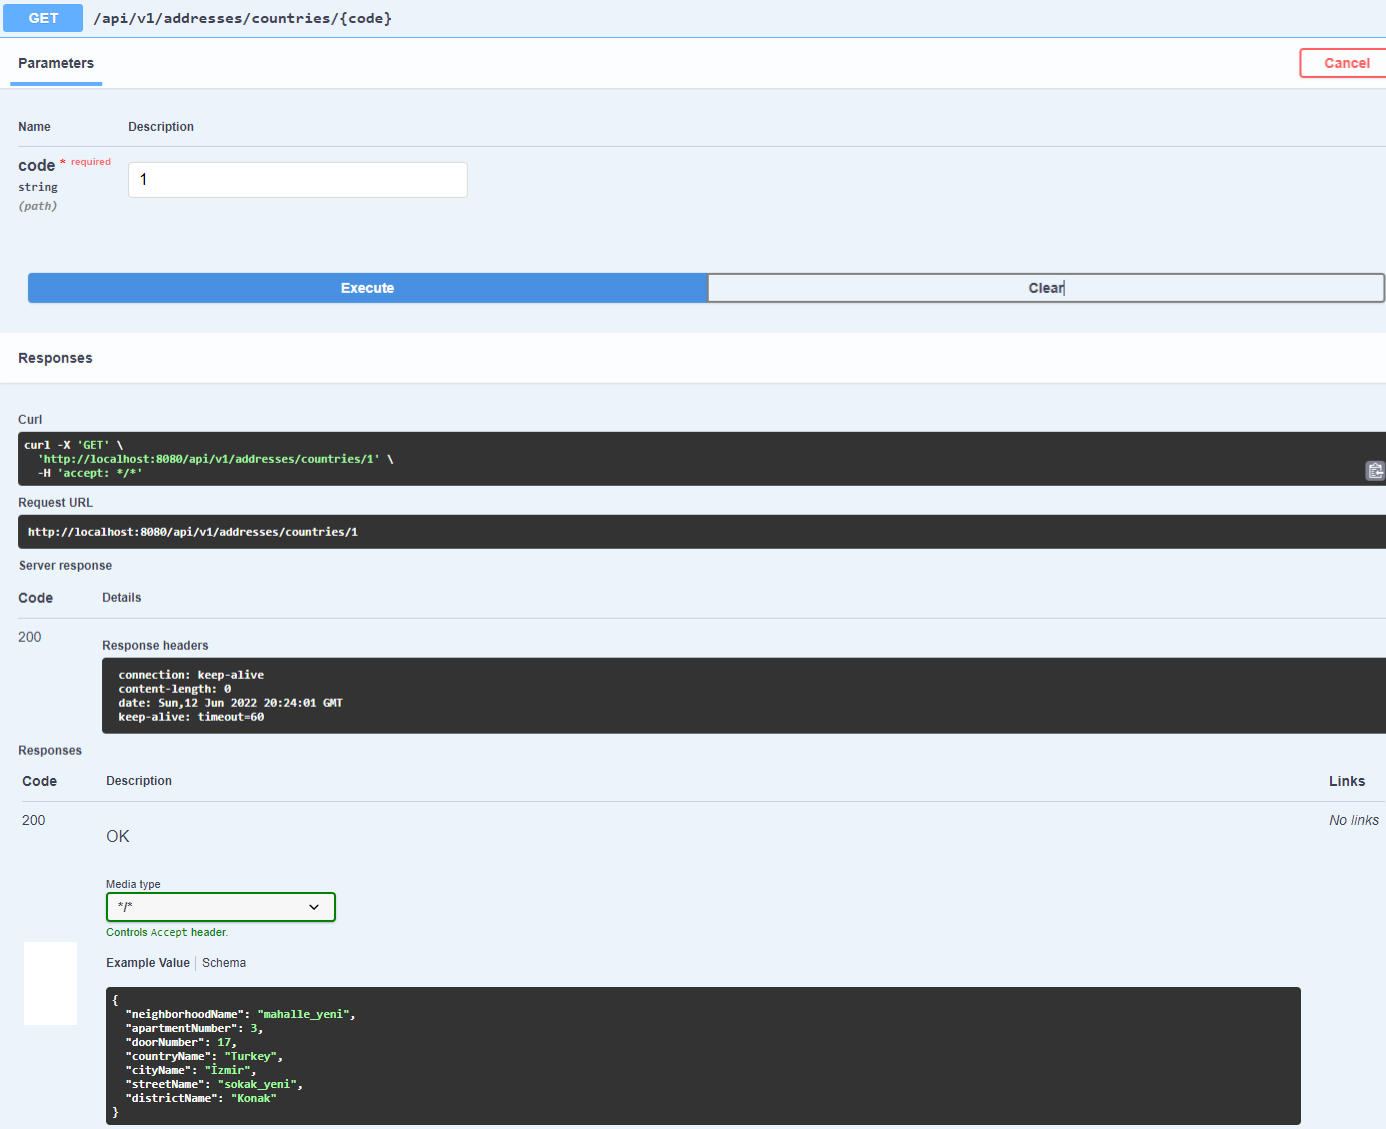 GET /api/v1/addresses/countries/{code}
Parameters
Cancel
Name Description
code * required
string
(path)
1
Execute
Clear
Responses
Curl
curl -X 'GET' \
  'http://localhost:8080/api/v1/addresses/countries/1' \
  -H 'accept: */*'
Request URL
http://localhost:8080/api/v1/addresses/countries/1
Server response
Code Details
200
Response headers
connection: keep-alive
content-length: 0
date: Sun,12 Jun 2022 20:24:01 GMT
keep-alive: timeout=60
Responses
Code Description Links
200
OK
No links
Media type
*/*
Controls Accept header.
Example Value Schema
{
  "neighborhoodName": "mahalle_yeni",
  "apartmentNumber": 3,
  "doorNumber": 17,
  "countryName": "Turkey",
  "cityName": "İzmir",
  "streetName": "sokak_yeni",
  "districtName": "Konak"
}